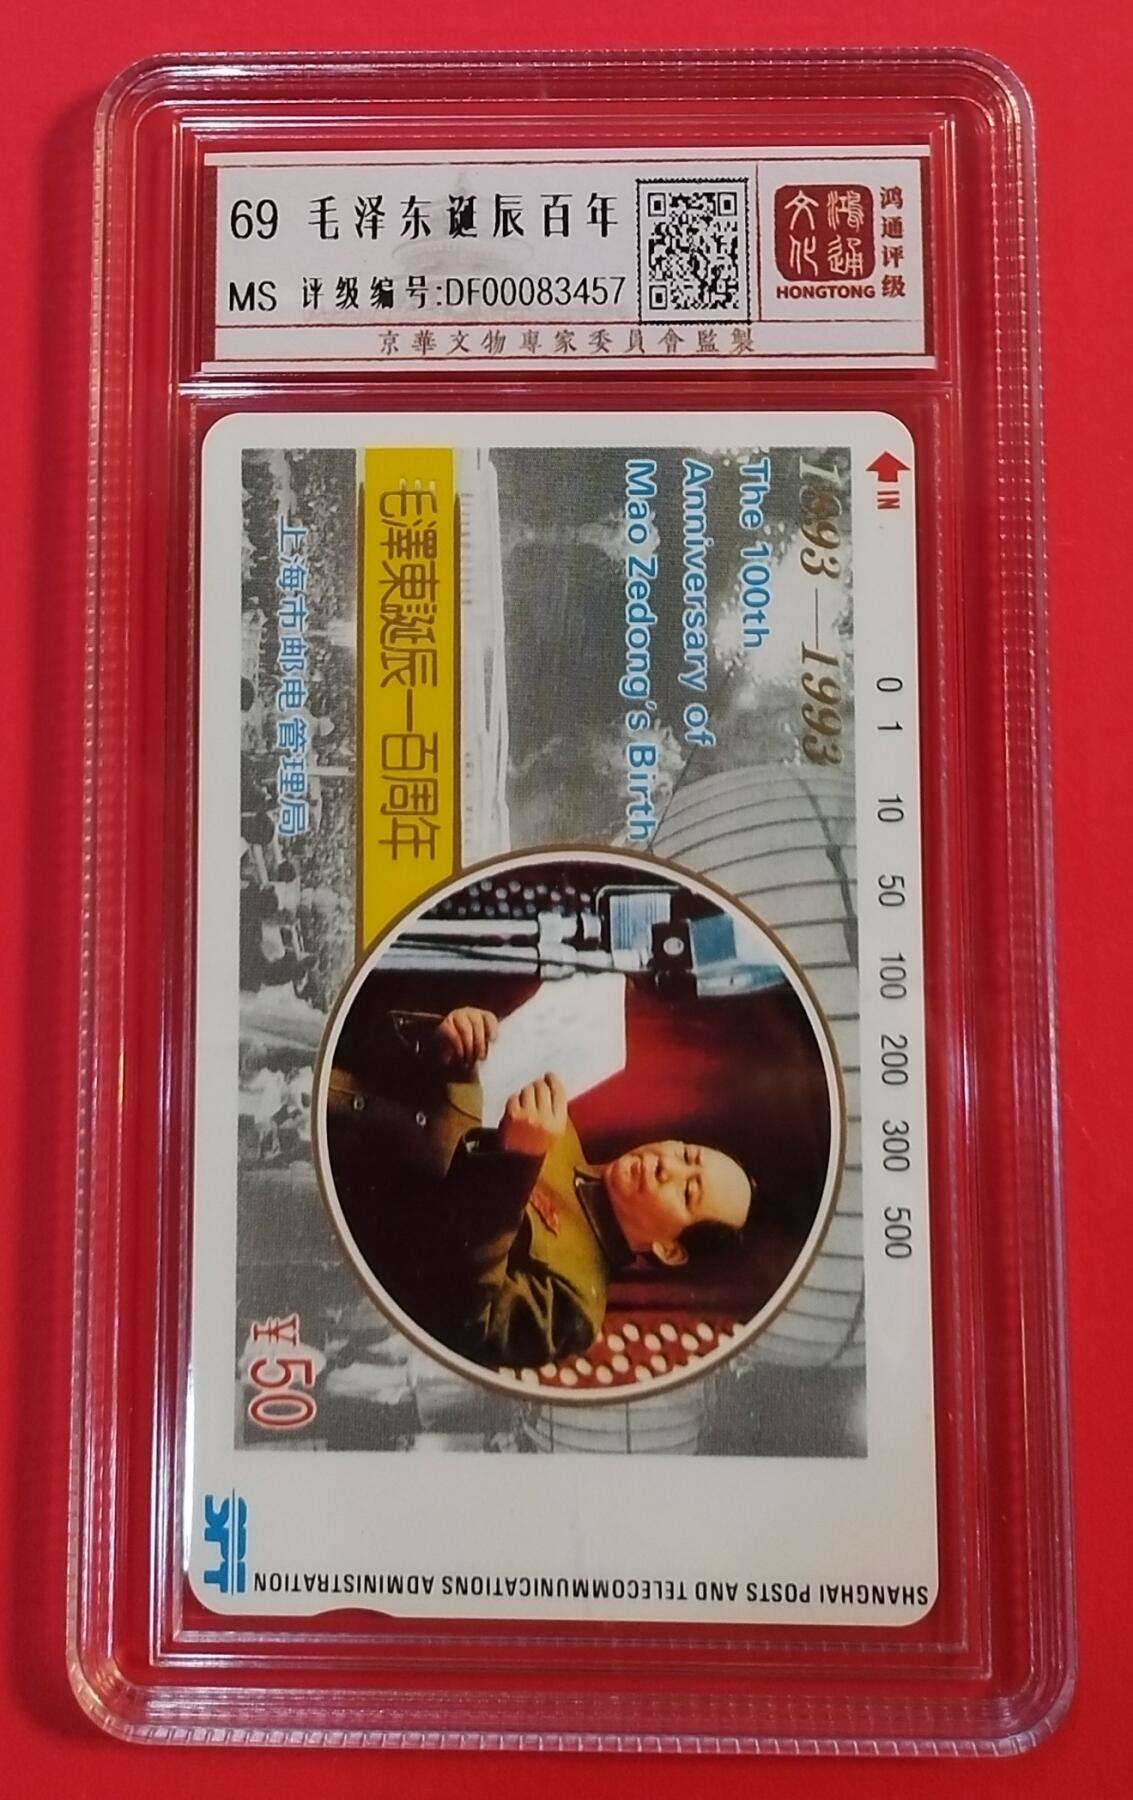 69 毛泽东诞辰百年
MS 评级编号:DF00083457
鸿通
文化
HONGTONG
鸿通评级
京華文物專家委員會監製
IN
0 1 10 50 100 200 300 500
1893—1993
The 100th
Anniversary of
Mao Zedong's Birth
毛澤東誕辰一百周年
上海市邮电管理局
¥50
SPT
SHANGHAI POSTS AND TELECOMMUNICATIONS ADMINISTRATION